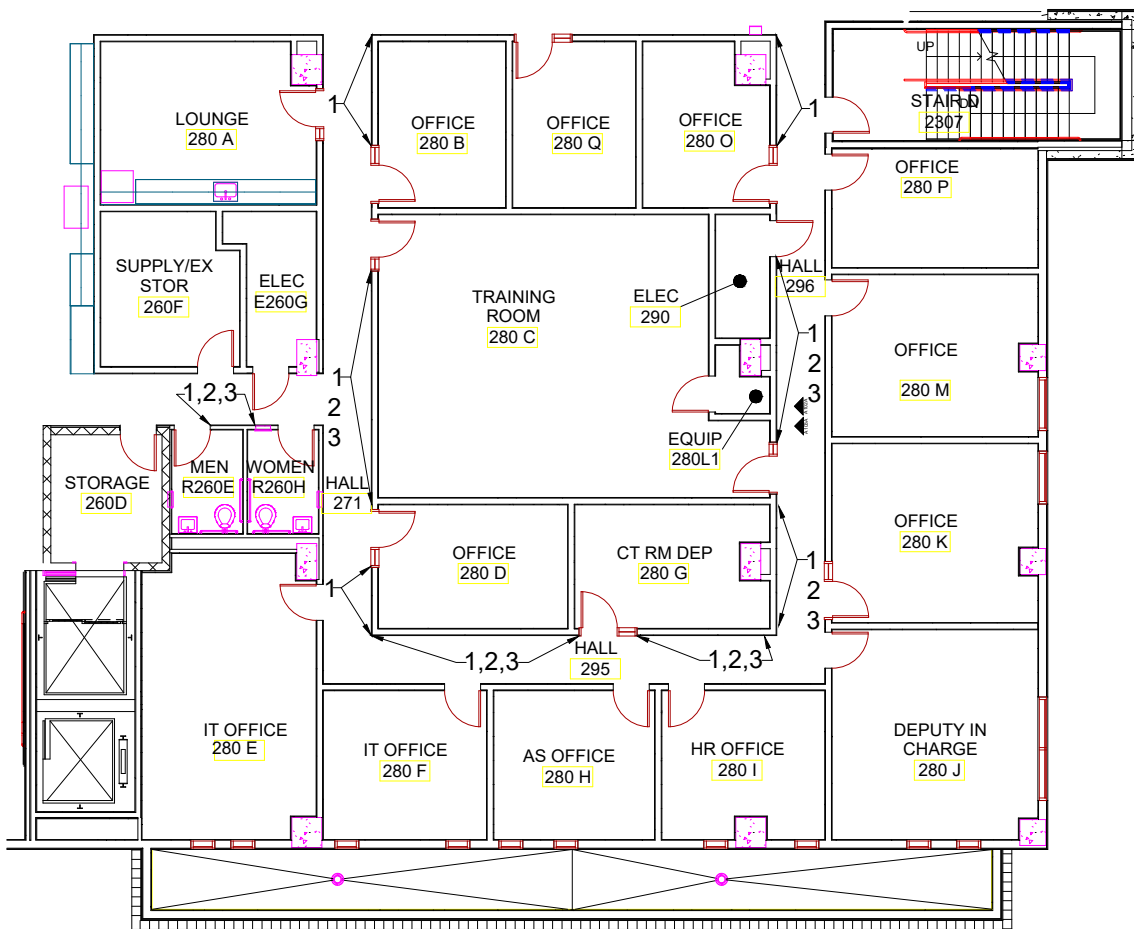 UP
STAIR D
DN
2307
LOUNGE
280 A
1
OFFICE
280 B
OFFICE
280 Q
OFFICE
280 O
1
OFFICE
280 P
SUPPLY/EX
STOR
260F
ELEC
E260G
TRAINING
ROOM
280 C
ELEC
290
HALL
296
1
2
3
OFFICE
280 M
1,2,3
1
2
3
EQUIP
280L1
STORAGE
260D
MEN
R260E
WOMEN
R260H
HALL
271
OFFICE
280 D
CT RM DEP
280 G
OFFICE
280 K
1
1
2
3
1,2,3
HALL
295
1,2,3
IT OFFICE
280 E
IT OFFICE
280 F
AS OFFICE
280 H
HR OFFICE
280 I
DEPUTY IN
CHARGE
280 J